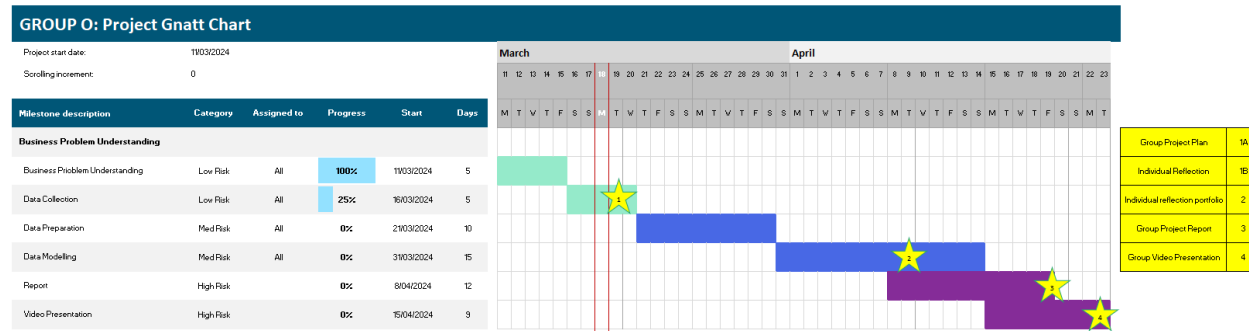 GROUP O: Project Gnatt Chart
Project start date: 11/03/2024
Scrolling increment: 0
March April
11 12 13 14 15 16 17 18 19 20 21 22 23 24 25 26 27 28 29 30 31 1 2 3 4 5 6 7 8 9 10 11 12 13 14 15 16 17 18 19 20 21 22 23
Milestone description Category Assigned to Progress Start Days M T W T F S S M T W T F S S M T W T F S S M T W T F S S M T W T F S S M T W T F S S M T
Business Problem Understanding
Group Project Plan 1A
Business Prioblem Understanding Low Risk All 100% 11/03/2024 5
Individual Reflection 1B
Data Collection Low Risk All 25% 16/03/2024 5 1
Individual reflection portfolio 2
Data Preparation Med Risk All 0% 21/03/2024 10
Group Project Report 3
Data Modelling Med Risk All 0% 31/03/2024 15 2
Group Video Presentation 4
Report High Risk 0% 8/04/2024 12 3
Video Presentation High Risk 0% 15/04/2024 9 4